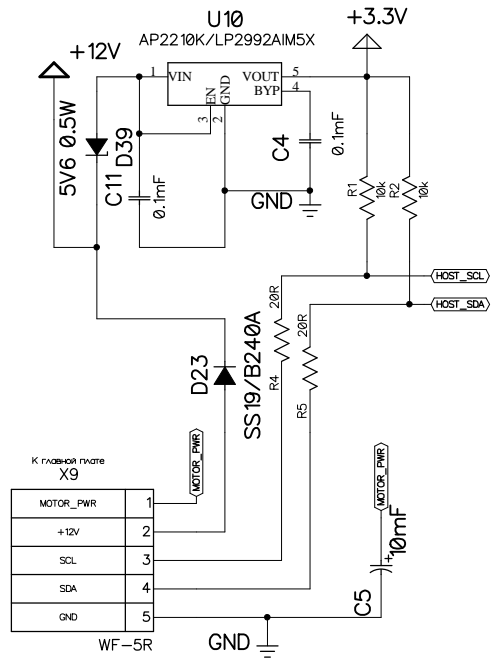 U10
AP2210K/LP2992AIM5X
+3.3V
+12V
1 VIN
VOUT 5
BYP 4
EN
GND
3
2
5V6 0.5W
D39
C11
0.1mF
C4
0.1mF
GND
R1
10k
R2
10k
HOST_SCL
HOST_SDA
20R
20R
R4
R5
D23
SS19/B240A
MOTOR_PWR
MOTOR_PWR
К главной плате
X9
MOTOR_PWR 1
+12V 2
SCL 3
SDA 4
GND 5
WF-5R
GND
C5
+
10mF